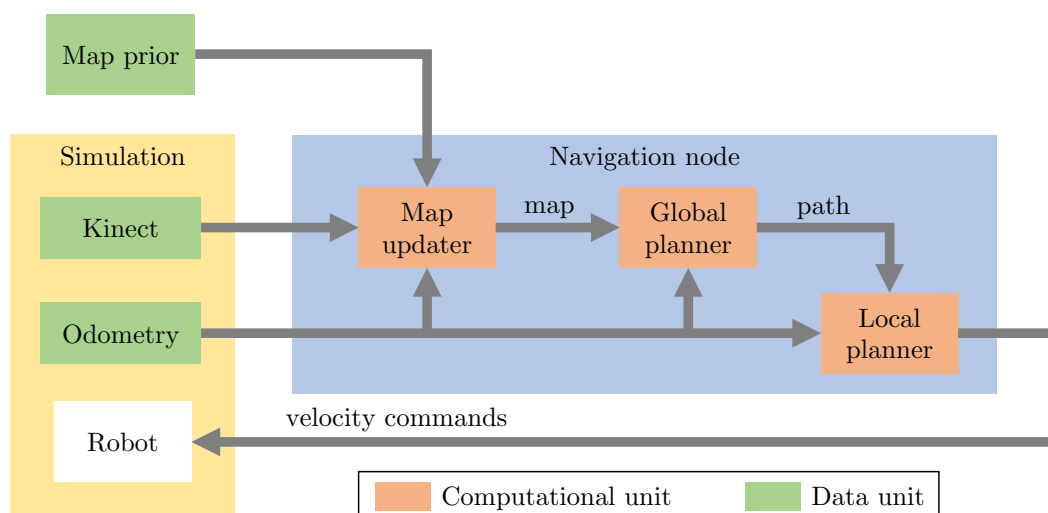 Map prior
Simulation
Navigation node
Kinect
Map
updater
map
Global
planner
path
Odometry
Local
planner
Robot
velocity commands
Computational unit
Data unit